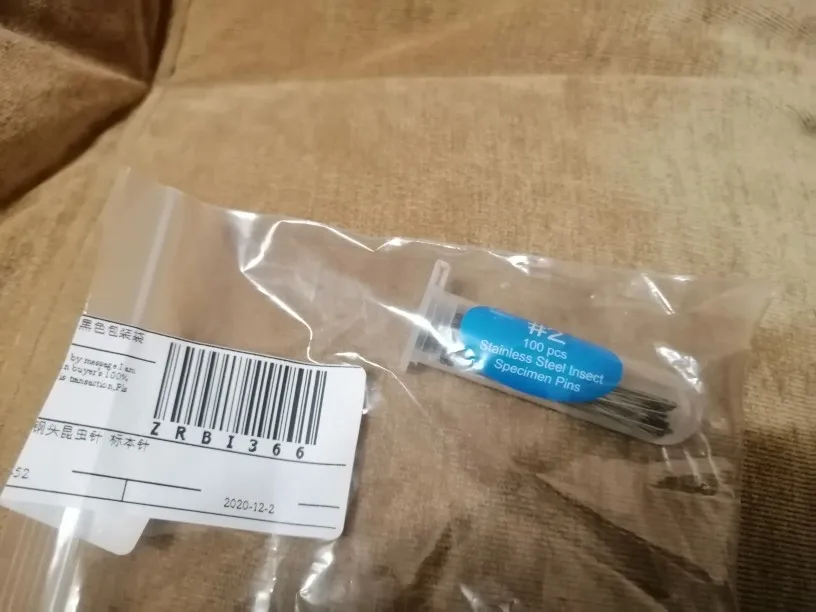 黑色包装袋
by message.I am
n buyer's 100%
is transaction.Pls
ZRBI366
钢头昆虫针 标本针
-52
2020-12-2
#2
100 pcs
Stainless Steel Insect
Specimen Pins